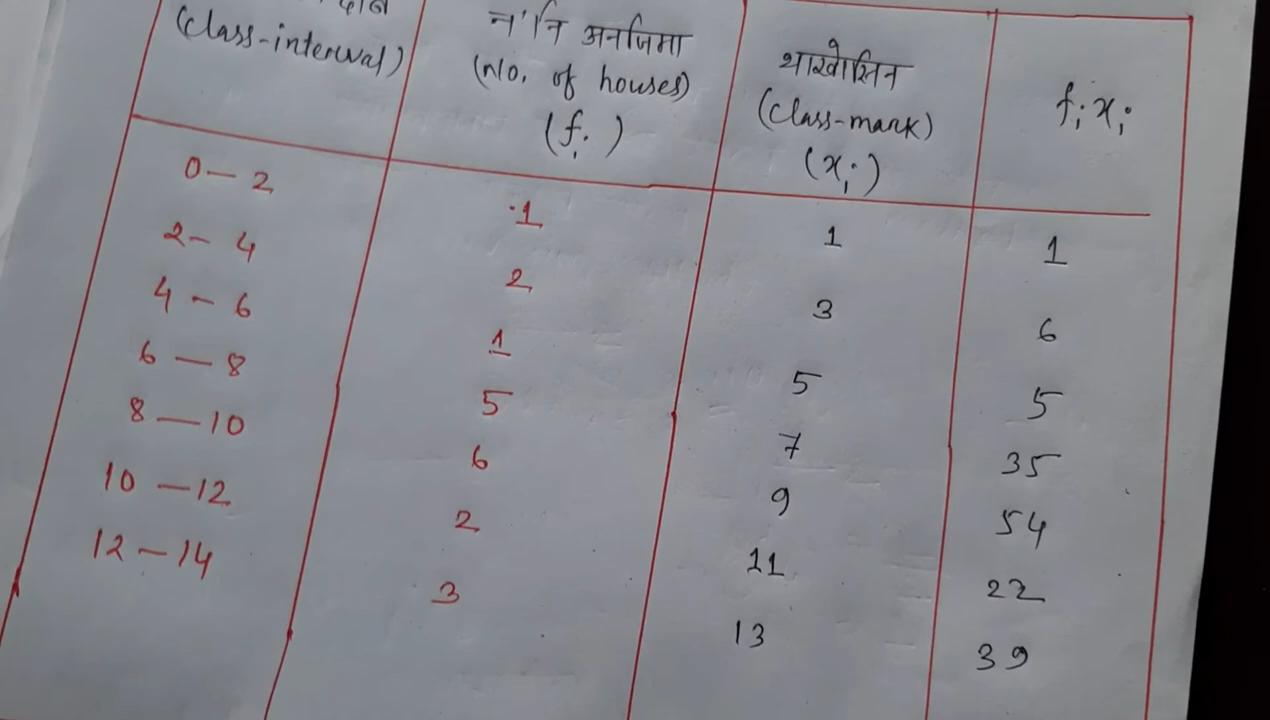 (class-interval)
न'नि अनजिमा
(no. of houses)
(fi)
थाखोसिन
(class-mark)
(xi)
fixi
0 — 2 1 1 1
2 - 4 2 3 6
4 - 6 1 5 5
6 — 8 5 7 35
8 — 10 6 9 54
10 — 12 2 11 22
12 - 14 3 13 39